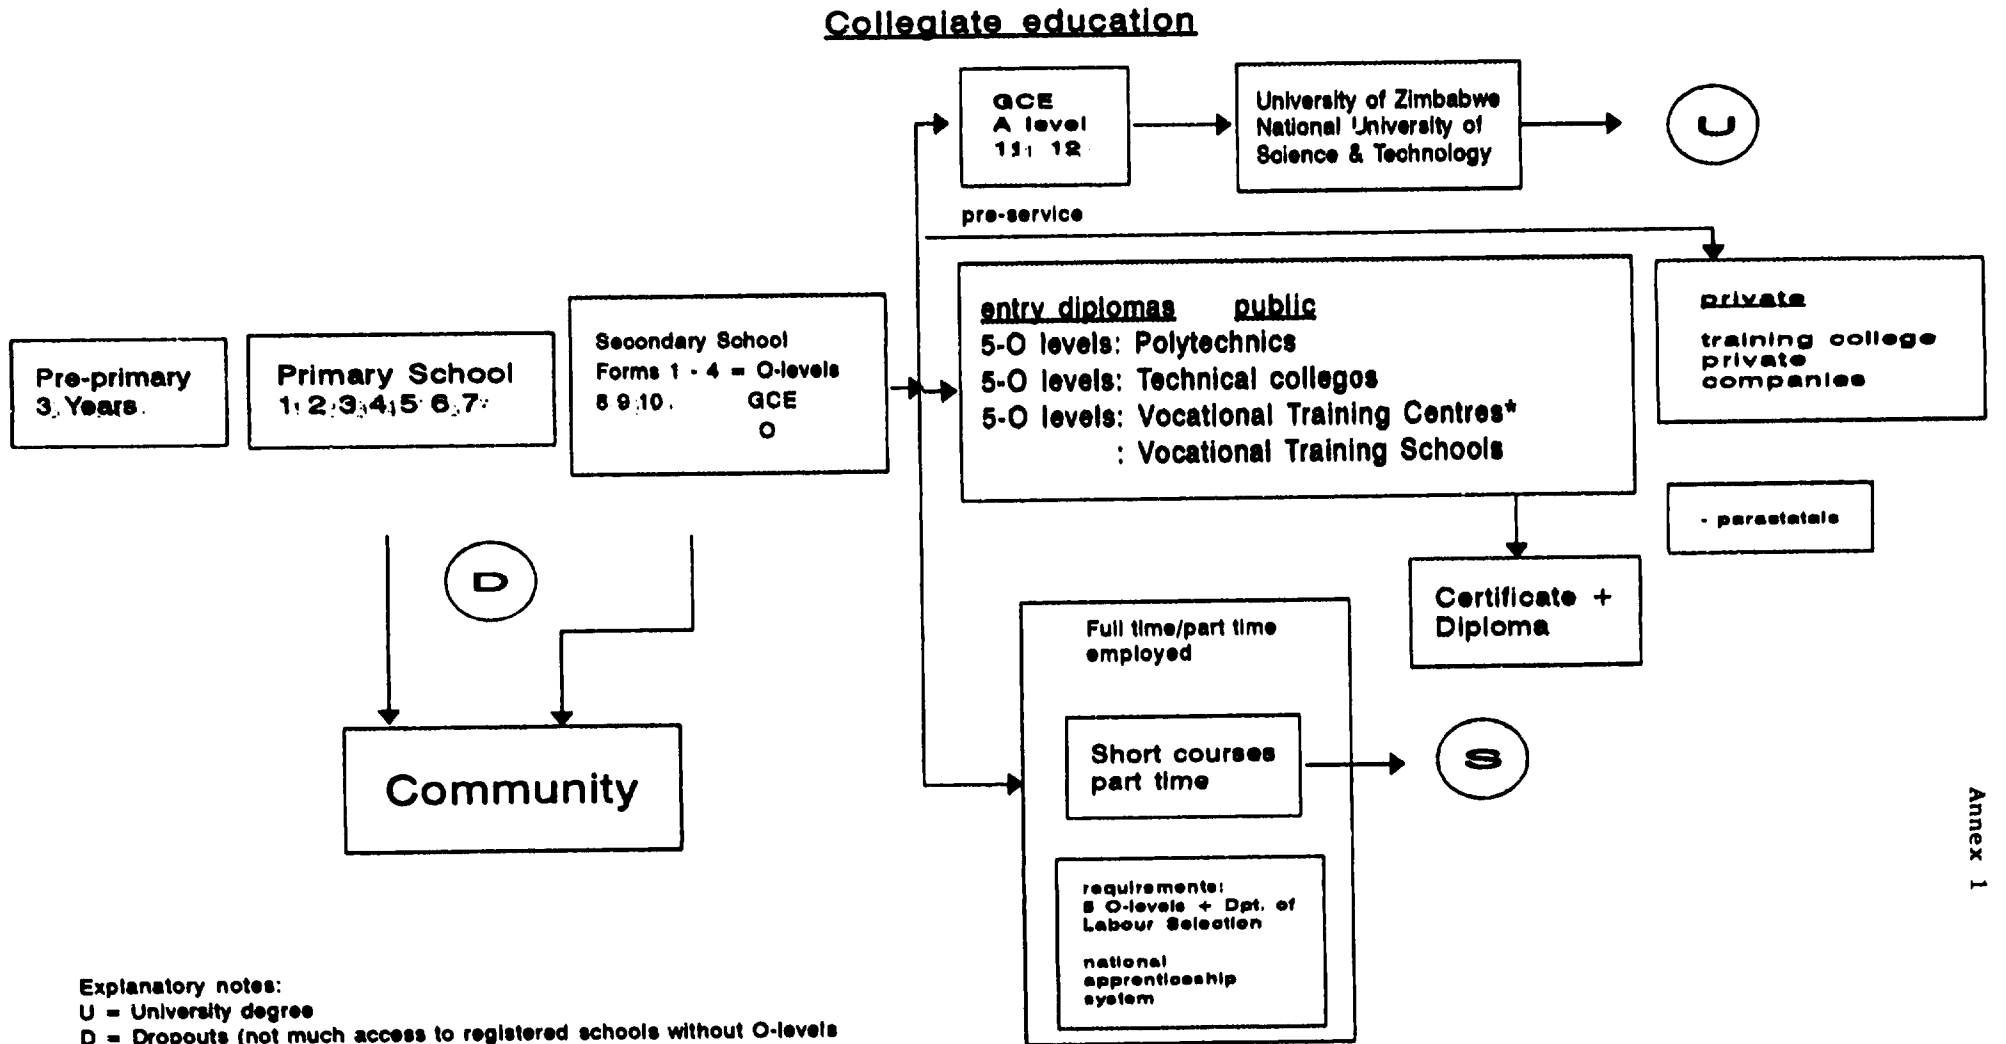 Collegiate education
GCE
A level
11 12
University of Zimbabwe
National University of
Science & Technology
U
pre-service
Pre-primary
3 Years
Primary School
1 2 3 4 5 6 7
Secondary School
Forms 1 - 4 = O-levels
8 9 10 GCE
O
entry diplomas public
5-O levels: Polytechnics
5-O levels: Technical colleges
5-O levels: Vocational Training Centres*
: Vocational Training Schools
private
training college
private
companies
- parastatals
Certificate +
Diploma
D
Community
Full time/part time
employed
Short courses
part time
S
requirements:
5 O-levels + Dpt. of
Labour Selection
national
apprenticeship
system
Annex 1
Explanatory notes:
U = University degree
D = Dropouts (not much access to registered schools without O-levels